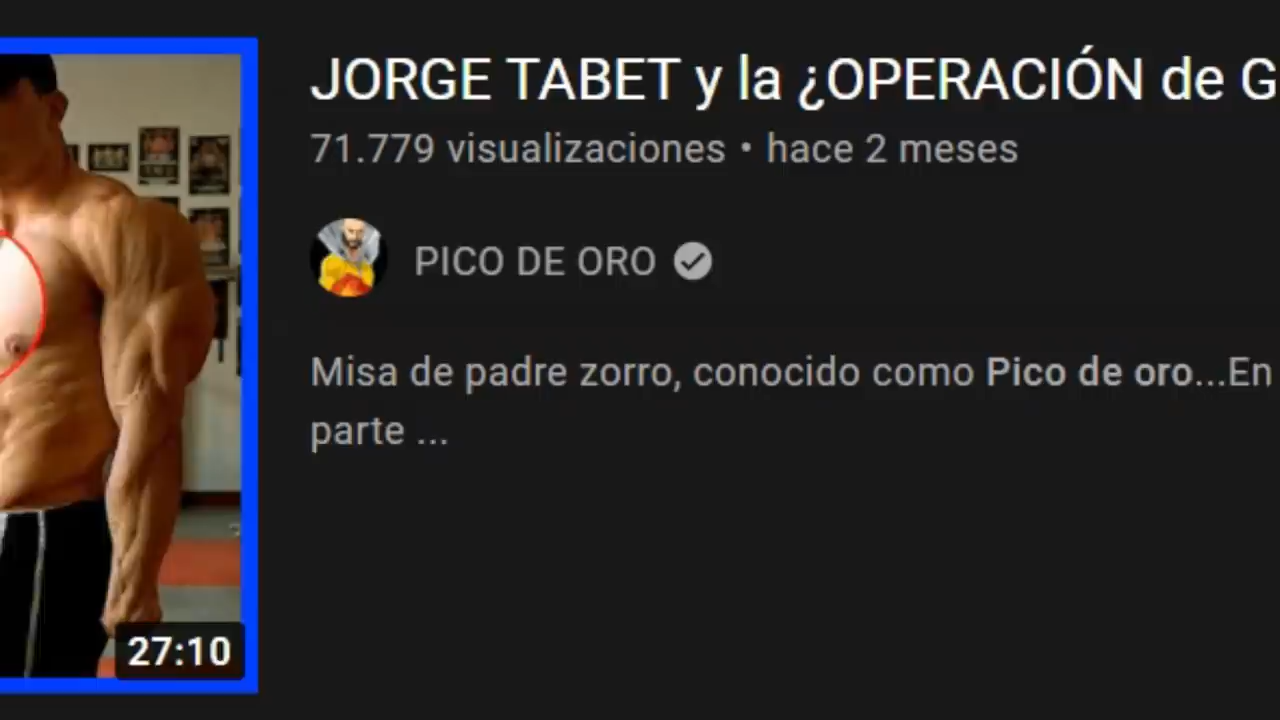 JORGE TABET y la ¿OPERACIÓN de G
71.779 visualizaciones • hace 2 meses
PICO DE ORO
Misa de padre zorro, conocido como Pico de oro...En
parte ...
27:10